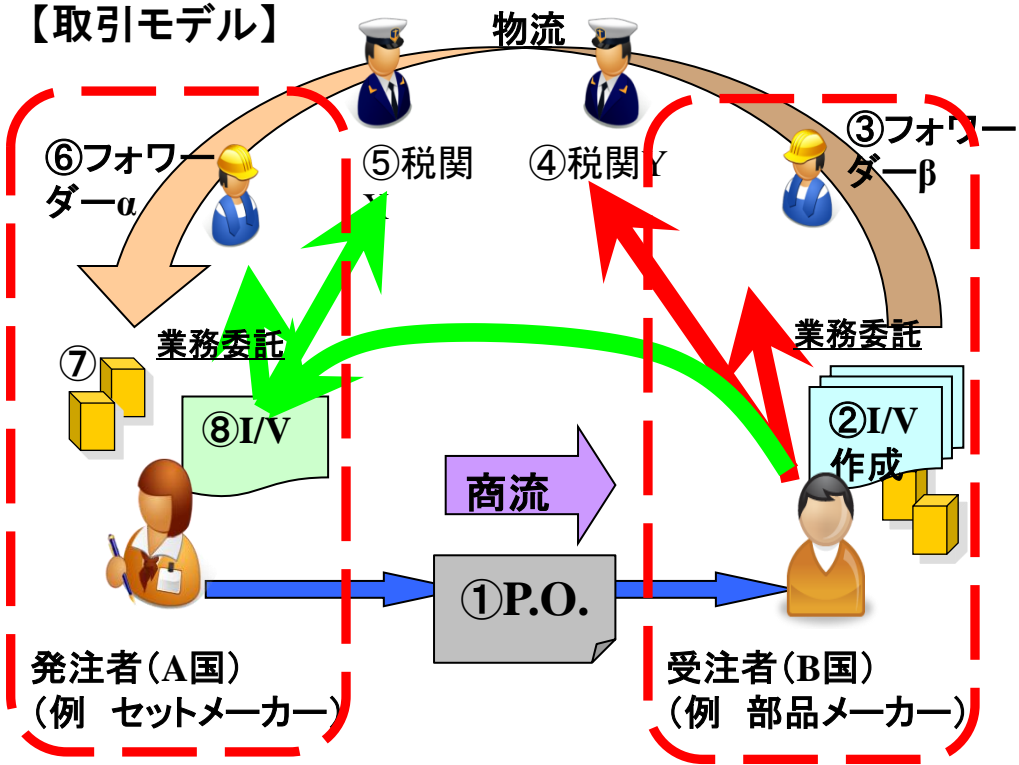 【取引モデル】
物流
⑥フォワー
ダーα
⑤税関
X
④税関Y
③フォワー
ダーβ
業務委託
業務委託
⑦
⑧I/V
②I/V
作成
商流
①P.O.
発注者（A国）
（例　セットメーカー）
受注者（B国）
（例　部品メーカー）